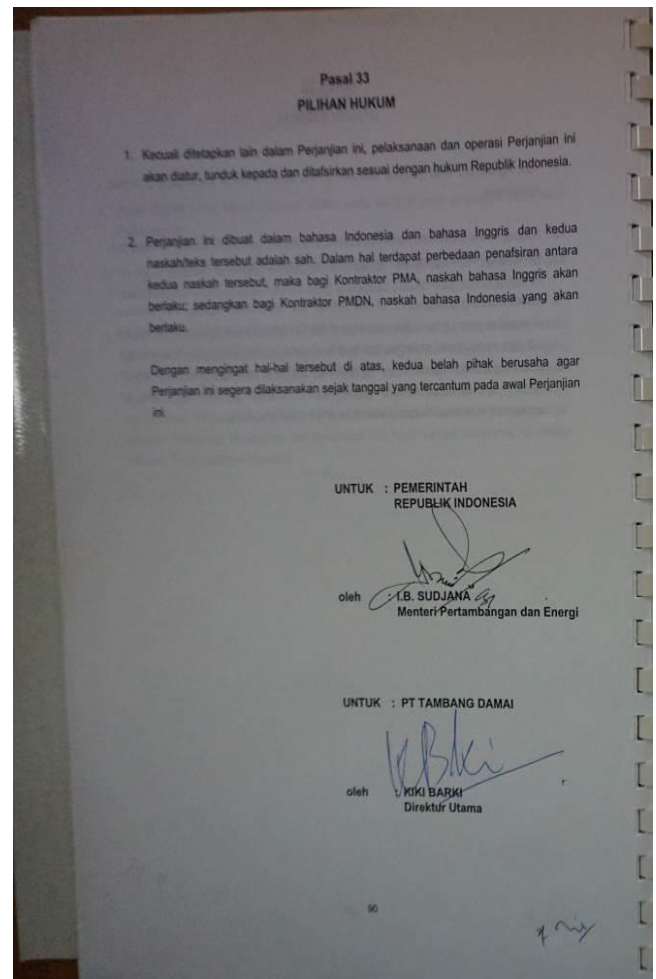 Pasal 33
PILIHAN HUKUM
1. Kecuali ditetapkan lain dalam Perjanjian ini, pelaksanaan dan operasi Perjanjian ini
akan diatur, tunduk kepada dan ditafsirkan sesuai dengan hukum Republik Indonesia.
2. Perjanjian ini dibuat dalam bahasa Indonesia dan bahasa Inggris dan kedua
naskah/teks tersebut adalah sah. Dalam hal terdapat perbedaan penafsiran antara
kedua naskah tersebut, maka bagi Kontraktor PMA, naskah bahasa Inggris akan
berlaku; sedangkan bagi Kontraktor PMDN, naskah bahasa Indonesia yang akan
berlaku.
Dengan mengingat hal-hal tersebut di atas, kedua belah pihak berusaha agar
Perjanjian ini segera dilaksanakan sejak tanggal yang tercantum pada awal Perjanjian
ini.
UNTUK : PEMERINTAH
REPUBLIK INDONESIA
oleh : I.B. SUDJANA
Menteri Pertambangan dan Energi
UNTUK : PT TAMBANG DAMAI
oleh : KIKI BARKI
Direktur Utama
90